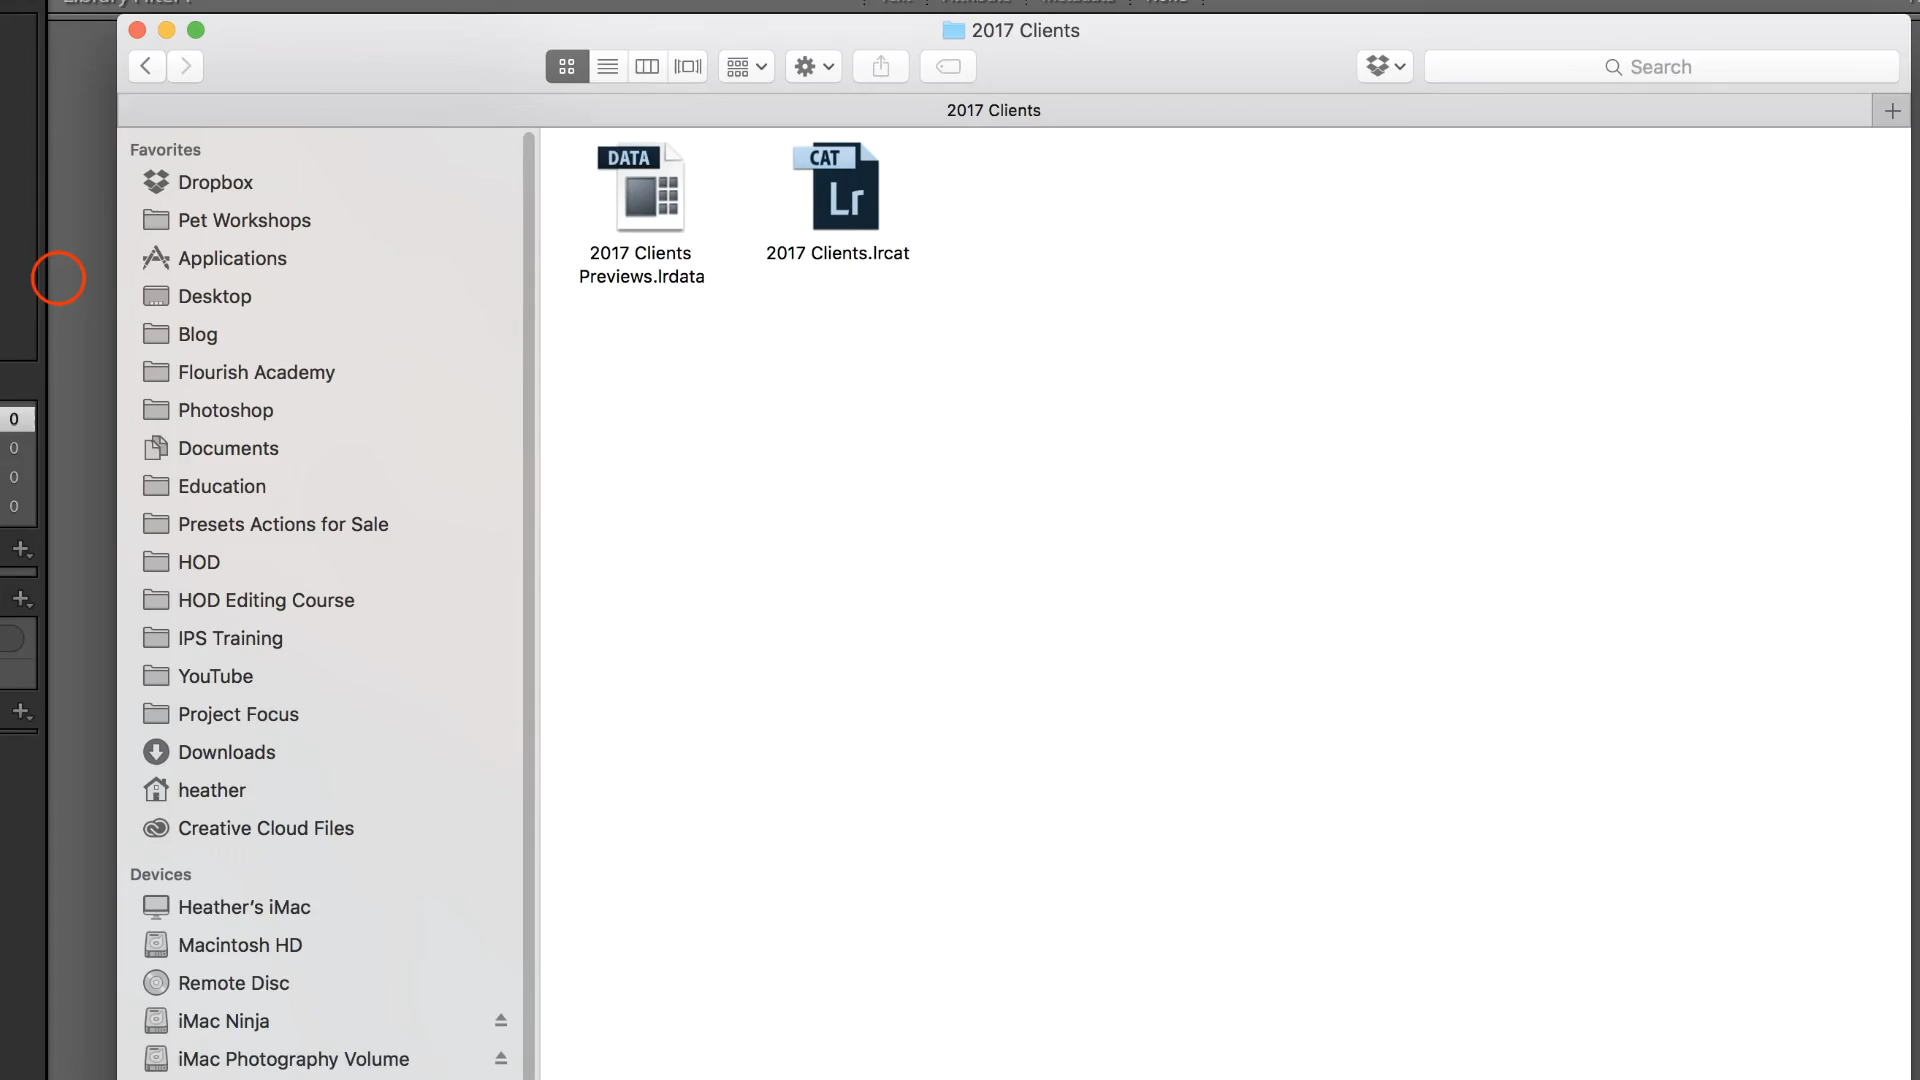 2017 Clients
Search
2017 Clients
Favorites
Dropbox
Pet Workshops
Applications
Desktop
Blog
Flourish Academy
Photoshop
Documents
Education
Presets Actions for Sale
HOD
HOD Editing Course
IPS Training
YouTube
Project Focus
Downloads
heather
Creative Cloud Files
Devices
Heather’s iMac
Macintosh HD
Remote Disc
iMac Ninja
iMac Photography Volume
DATA
2017 Clients
Previews.lrdata
CAT
Lr
2017 Clients.lrcat
0
0
0
0